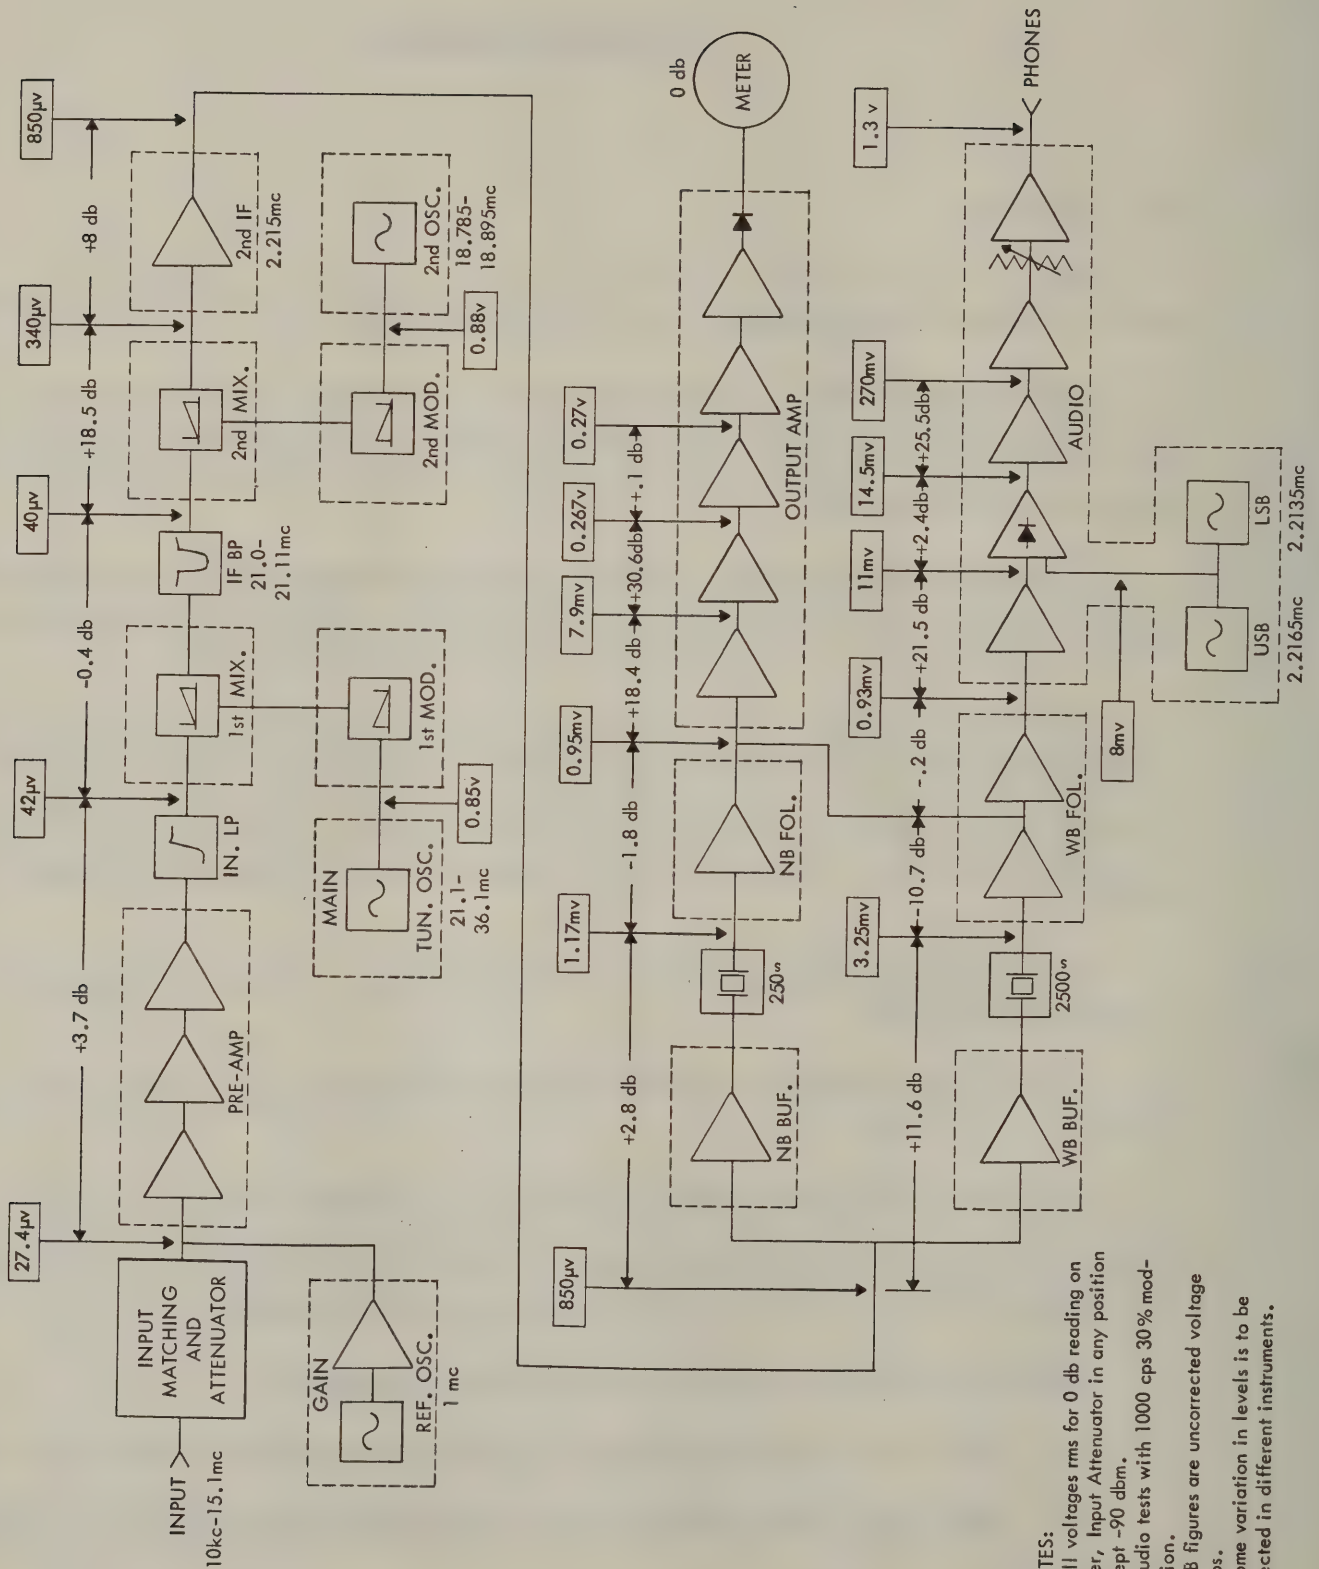 27.4µv
42µv
40µv
340µv
850µv
+3.7 db
-0.4 db
+18.5 db
+8 db
INPUT
10kc-15.1mc
INPUT
MATCHING
AND
ATTENUATOR
PRE-AMP
IN. LP
1st MIX.
IF BP
21.0-
21.11mc
2nd MIX.
2nd IF
2.215mc
GAIN
REF. OSC.
1 mc
MAIN
TUN. OSC.
21.1-
36.1mc
0.85v
1st MOD.
2nd MOD.
0.88v
2nd OSC.
18.785-
18.895mc
850µv
1.17mv
0.95mv
7.9mv
0.267v
0.27v
+2.8 db
-1.8 db
+18.4 db
+30.6db
+.1 db
0 db
METER
NB BUF.
250~
NB FOL.
OUTPUT AMP
3.25mv
0.93mv
11mv
14.5mv
270mv
1.3 v
+11.6 db
-10.7 db
-.2 db
+21.5 db
+2.4db
+25.5db
WB BUF.
2500~
WB FOL.
AUDIO
PHONES
8mv
USB
2.2165mc
LSB
2.2135mc
TES:
ll voltages rms for 0 db reading on
er, Input Attenuator in any position
ept -90 dbm.
udio tests with 1000 cps 30% mod-
ion.
B figures are uncorrected voltage
os.
ome variation in levels is to be
ected in different instruments.